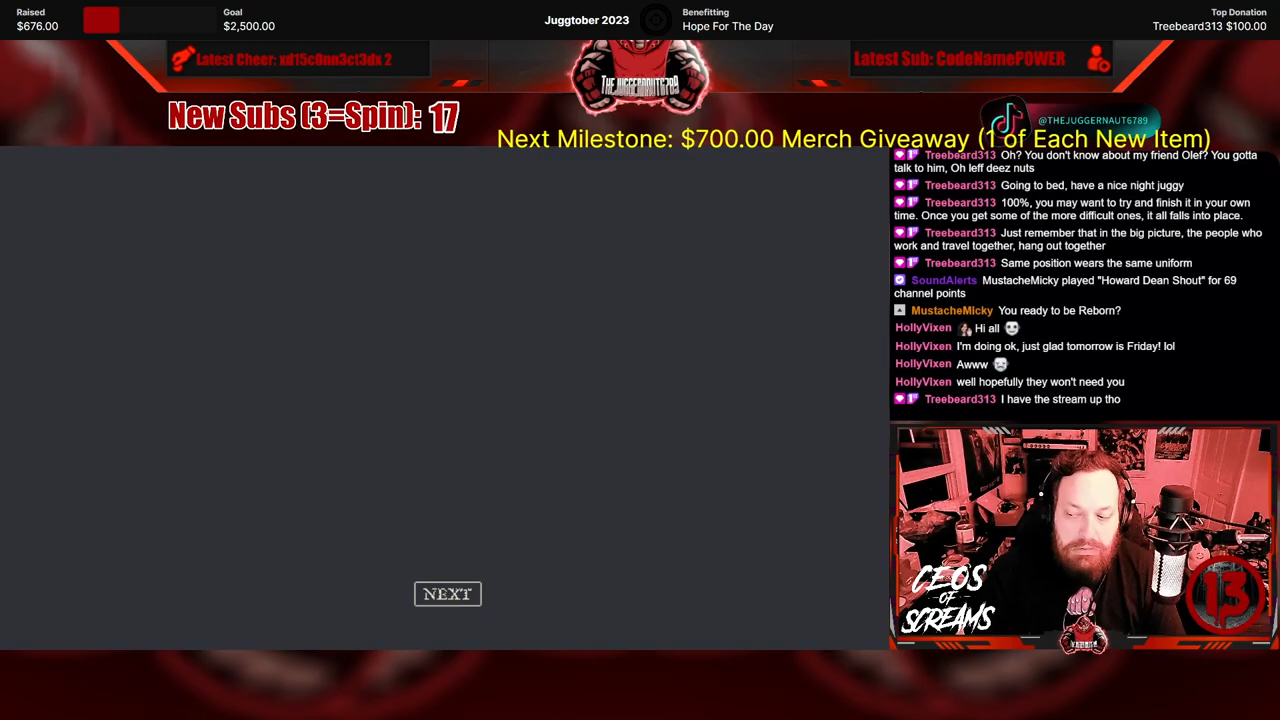 Raised
$676.00
Goal
$2,500.00
Juggtober 2023
Benefitting
Hope For The Day
Top Donation
Treebeard313 $100.00
Latest Cheer: xd15c0nn3ct3dx 2
THEJUGGERNAUT6789
Latest Sub: CodeNamePOWER
New Subs (3=Spin): 17
@THEJUGGERNAUT6789
Next Milestone: $700.00 Merch Giveaway (1 of Each New Item)
Treebeard313 Oh? You don't know about my friend Olef? You gotta
talk to him, Oh leff deez nuts
Treebeard313 Going to bed, have a nice night juggy
Treebeard313 100%, you may want to try and finish it in your own
time. Once you get some of the more difficult ones, it all falls into place.
Treebeard313 Just remember that in the big picture, the people who
work and travel together, hang out together
Treebeard313 Same position wears the same uniform
SoundAlerts MustacheMicky played "Howard Dean Shout" for 69
channel points
MustacheMicky You ready to be Reborn?
HollyVixen Hi all
HollyVixen I'm doing ok, just glad tomorrow is Friday! lol
HollyVixen Awww
HollyVixen well hopefully they won't need you
Treebeard313 I have the stream up tho
NEXT
CEOS
OF
SCREAMS
13